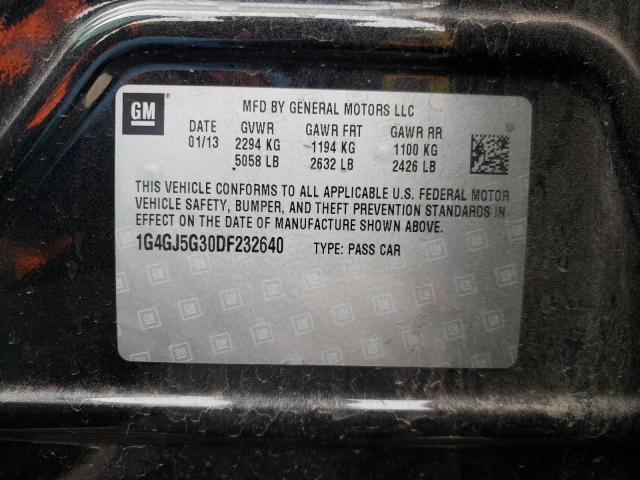 GM
MFD BY GENERAL MOTORS LLC
DATE GVWR GAWR FRT GAWR RR
01/13 2294 KG 1194 KG 1100 KG
5058 LB 2632 LB 2426 LB
THIS VEHICLE CONFORMS TO ALL APPLICABLE U.S. FEDERAL MOTOR
VEHICLE SAFETY, BUMPER, AND THEFT PREVENTION STANDARDS IN
EFFECT ON THE DATE OF MANUFACTURE SHOWN ABOVE.
1G4GJ5G30DF232640 TYPE: PASS CAR